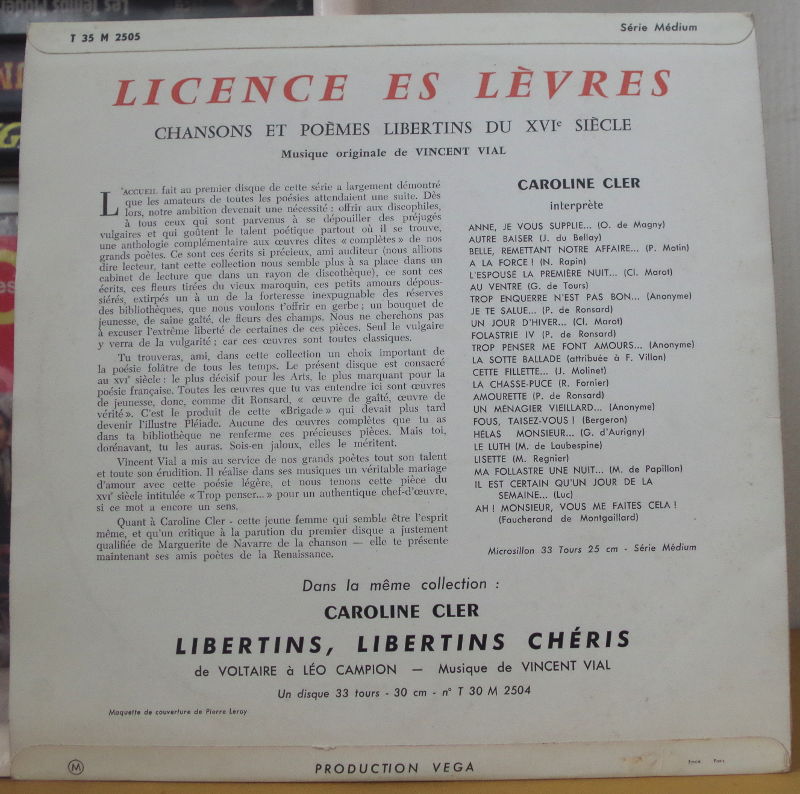 Les Temps Moder
T 35 M 2505
Série Médium
LICENCE ES LÈVRES
CHANSONS ET POÈMES LIBERTINS DU XVIe SIÈCLE
Musique originale de VINCENT VIAL
L'ACCUEIL fait au premier disque de cette série a largement démontré
que les amateurs de toutes les poésies attendaient une suite. Dès
lors, notre ambition devenait une nécessité : offrir aux discophiles,
à tous ceux qui sont parvenus à se dépouiller des préjugés
vulgaires et qui goûtent le talent poétique partout où il se trouve,
une anthologie complémentaire aux œuvres dites « complètes » de nos
grands poètes. Ce sont ces écrits si précieux, ami auditeur (nous allions
dire lecteur, tant cette collection nous semble plus à sa place dans un
cabinet de lecture que dans un rayon de discothèque), ce sont ces
écrits, ces fleurs tirées du vieux maroquin, ces petits amours dépous-
siérés, extirpés un à un de la forteresse inexpugnable des réserves
des bibliothèques, que nous voulons t'offrir en gerbe ; un bouquet de
jeunesse, de saine gaîté, de fleurs des champs. Nous ne cherchons pas
à excuser l'extrême liberté de certaines de ces pièces. Seul le vulgaire
y verra de la vulgarité ; car ces œuvres sont toutes classiques.
Tu trouveras, ami, dans cette collection un choix important de
la poésie folâtre de tous les temps. Le présent disque est consacré
au XVIe siècle : le plus décisif pour les Arts, le plus marquant pour la
poésie française. Toutes les œuvres que tu vas entendre ici sont œuvres
de jeunesse, donc, comme dit Ronsard, « œuvre de gaîté, œuvre de
vérité ». C'est le produit de cette «Brigade» qui devait plus tard
devenir l'illustre Pléiade. Aucune des œuvres complètes que tu as
dans ta bibliothèque ne renferme ces précieuses pièces. Mais toi,
dorénavant, tu les auras. Sois-en jaloux, elles le méritent.
Vincent Vial a mis au service de nos grands poètes tout son talent
et toute son érudition. Il réalise dans ses musiques un véritable mariage
d'amour avec cette poésie légère, et nous tenons cette pièce du
XVIe siècle intitulée « Trop penser... » pour un authentique chef-d'œuvre,
si ce mot a encore un sens.
Quant à Caroline Cler - cette jeune femme qui semble être l'esprit
même, et qu'un critique à la parution du premier disque a justement
qualifiée de Marguerite de Navarre de la chanson — elle te présente
maintenant ses amis poètes de la Renaissance.
CAROLINE CLER
interprète
ANNE, JE VOUS SUPPLIE... (O. de Magny)
AUTRE BAISER (J. du Bellay)
BELLE, REMETTANT NOTRE AFFAIRE... (P. Motin)
A LA FORCE ! (N. Rapin)
L'ESPOUSÉ LA PREMIÈRE NUIT... (Cl. Marot)
AU VENTRE (G. de Tours)
TROP ENQUERRE N'EST PAS BON... (Anonyme)
JE TE SALUE... (P. de Ronsard)
UN JOUR D'HIVER... (Cl. Marot)
FOLASTRIE IV (P. de Ronsard)
TROP PENSER ME FONT AMOURS... (Anonyme)
LA SOTTE BALLADE (attribuée à F. Villon)
CETTE FILLETTE... (J. Molinet)
LA CHASSE-PUCE (R. Fornier)
AMOURETTE (P. de Ronsard)
UN MENAGIER VIEILLARD... (Anonyme)
FOUS, TAISEZ-VOUS ! (Bergeron)
HELAS MONSIEUR... (G. d'Aurigny)
LE LUTH (M. de Laubespine)
LISETTE (M. Regnier)
MA FOLLASTRE UNE NUIT... (M. de Papillon)
IL EST CERTAIN QU'UN JOUR DE LA
SEMAINE... (Luc)
AH ! MONSIEUR, VOUS ME FAITES CELA !
(Faucherand de Montgaillard)
Microsillon 33 Tours 25 cm - Série Médium
Dans la même collection :
CAROLINE CLER
LIBERTINS, LIBERTINS CHÉRIS
de VOLTAIRE à LÉO CAMPION — Musique de VINCENT VIAL
Un disque 33 tours - 30 cm - n° T 30 M 2504
Maquette de couverture de Pierre Leroy
M
PRODUCTION VEGA